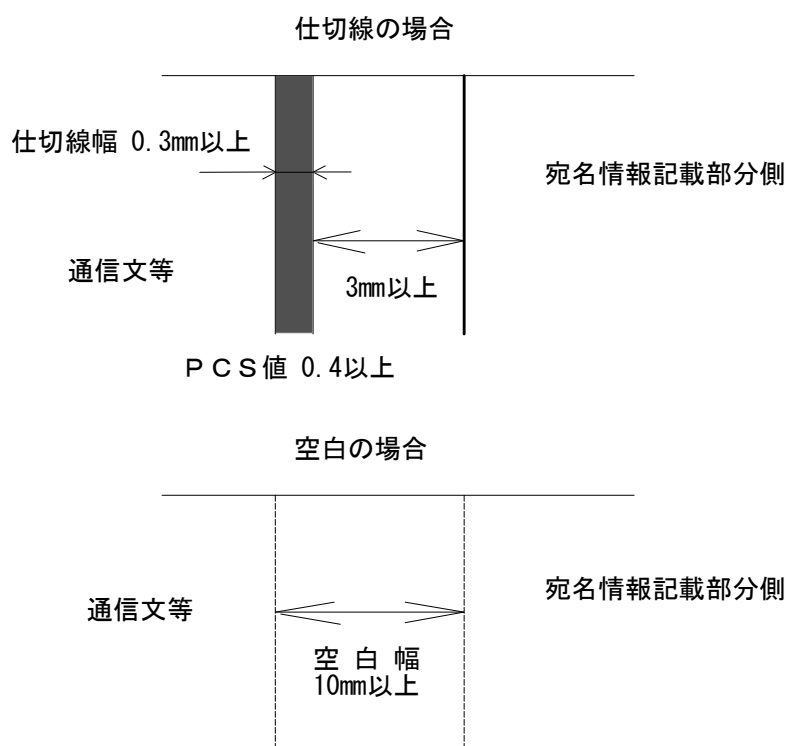 仕切線の場合
仕切線幅 0.3mm以上
宛名情報記載部分側
通信文等
3mm以上
ＰＣＳ値 0.4以上
空白の場合
宛名情報記載部分側
通信文等
空 白 幅
10mm以上